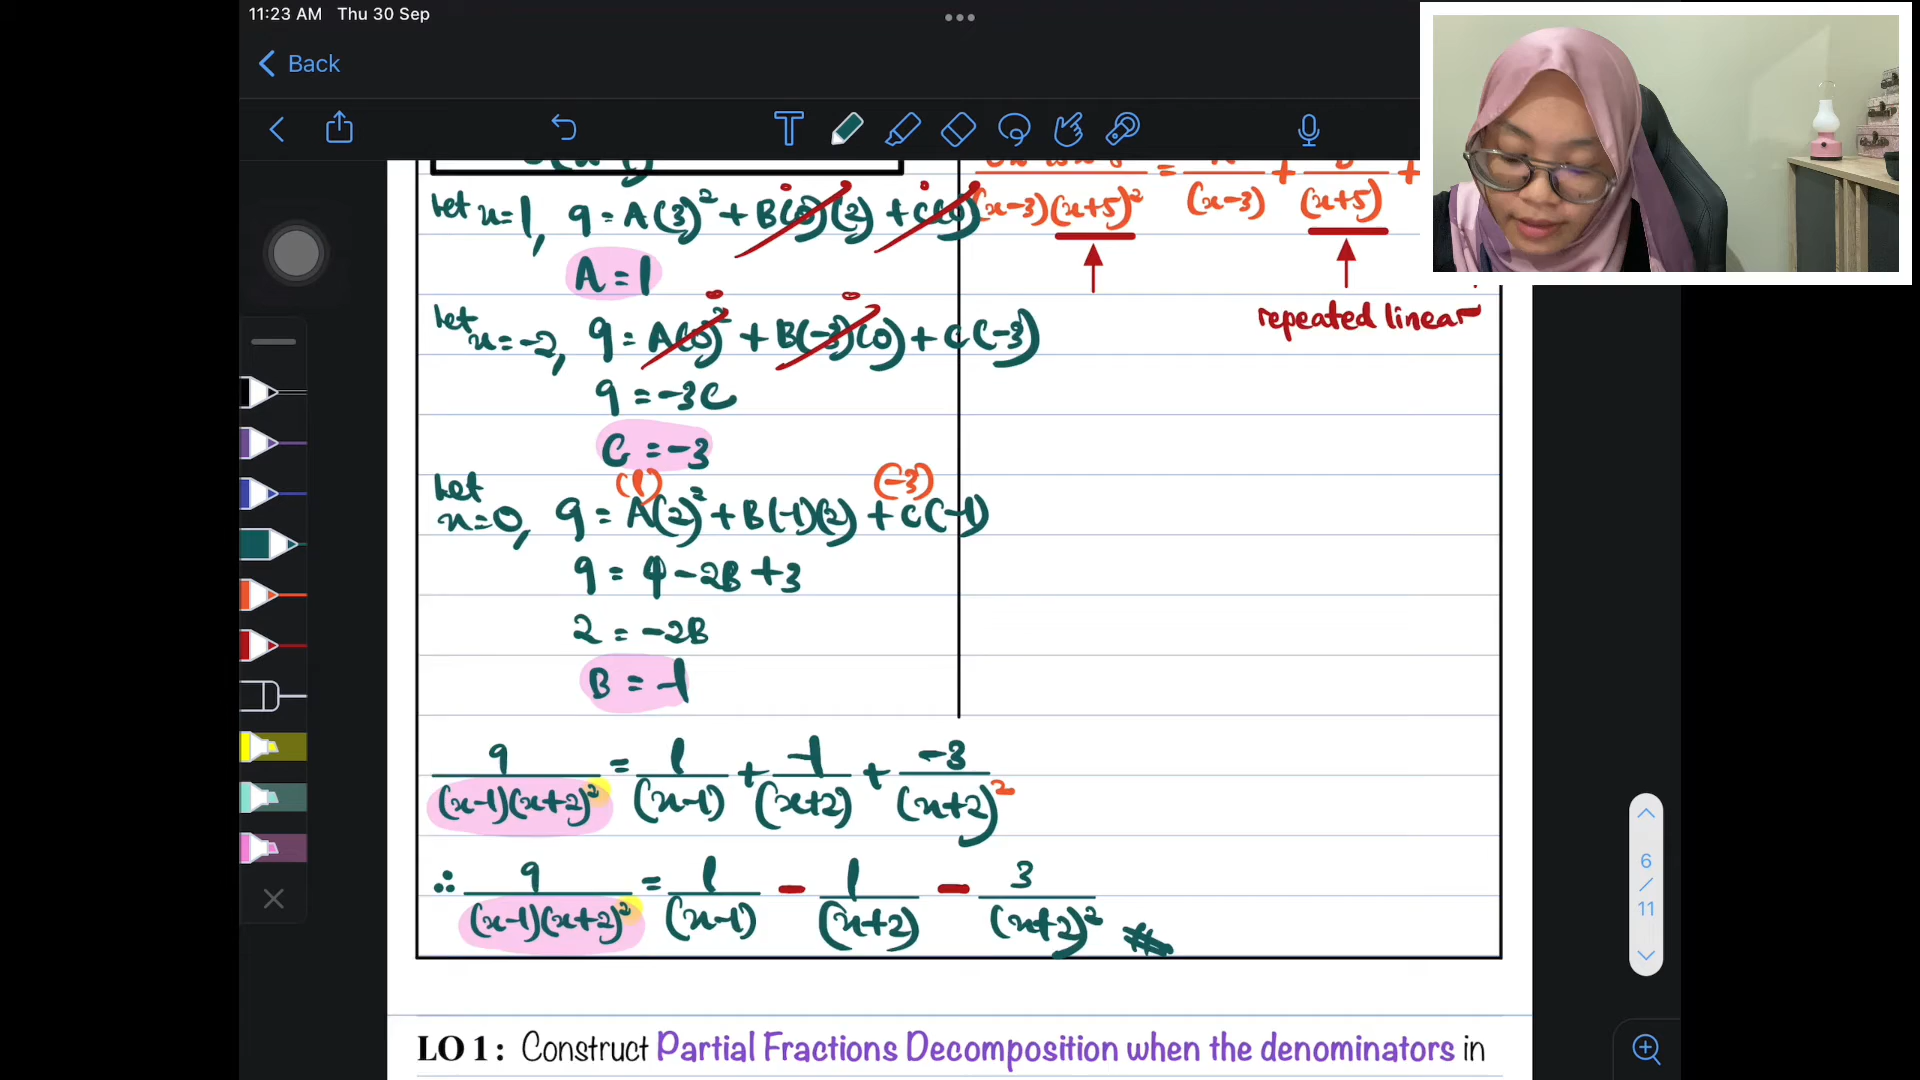 11:23 AM Thu 30 Sep
Back
let x=1, 9 = A(3)² + B(0)(2) + C(0)
A = 1
let x=-2, 9 = A(0)² + B(-3)(0) + C(-3)
9 = -3C
C = -3
(1) (-3)
let x=0, 9 = A(2)² + B(-1)(2) + C(-1)
9 = 4 - 2B + 3
2 = -2B
B = -1
9/(x-1)(x+2)² = 1/(x-1) + -1/(x+2) + -3/(x+2)²
∴ 9/(x-1)(x+2)² = 1/(x-1) - 1/(x+2) - 3/(x+2)²
(x-3)(x+5)² = (x-3) + (x+5) +
repeated linear
6
/
11
LO 1 : Construct Partial Fractions Decomposition when the denominators in